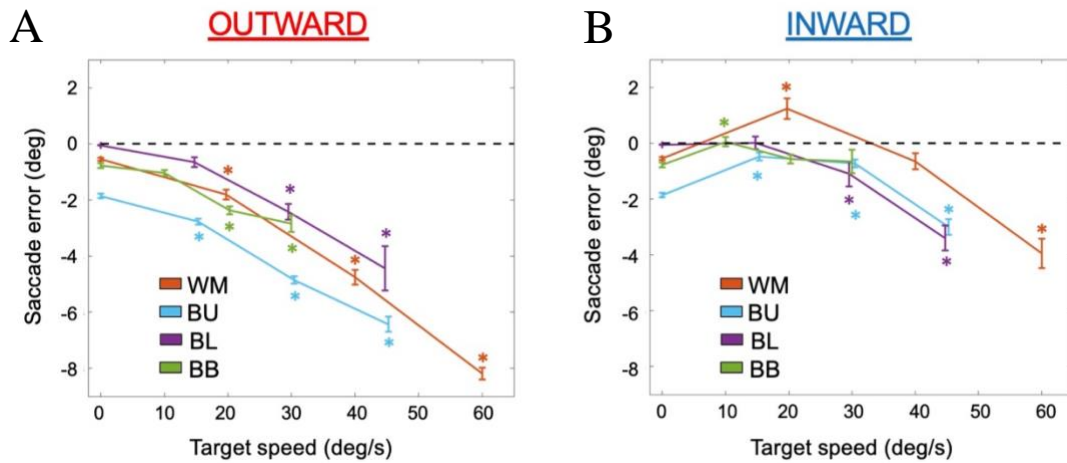 A
OUTWARD
Saccade error (deg)
2
0
-2
-4
-6
-8
*
*
*
*
*
*
*
*
*
*
WM
BU
BL
BB
0
10
20
30
40
50
60
Target speed (deg/s)
B
INWARD
Saccade error (deg)
2
0
-2
-4
-6
-8
*
*
*
*
*
*
*
*
WM
BU
BL
BB
0
10
20
30
40
50
60
Target speed (deg/s)